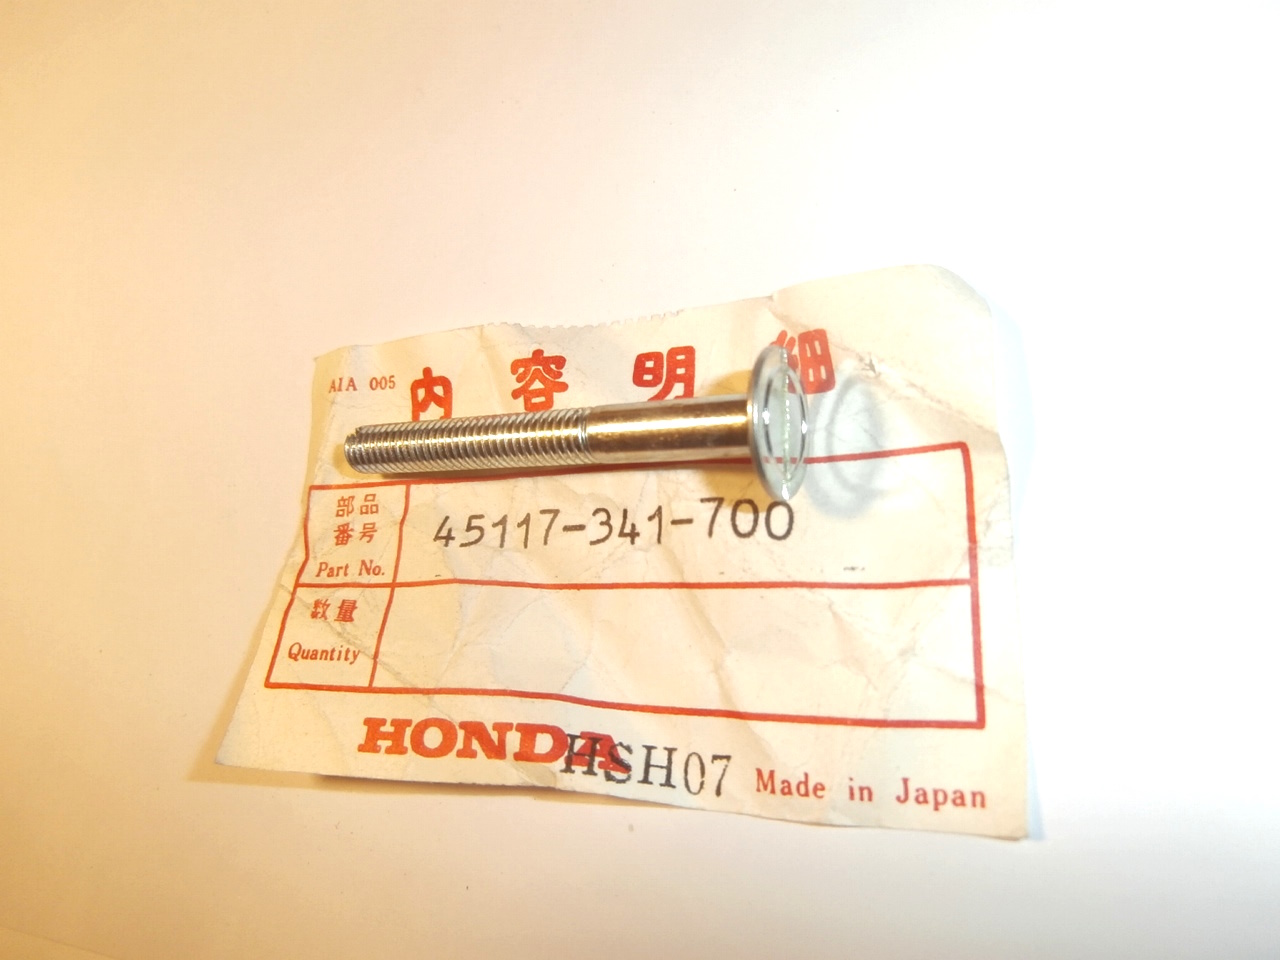 AIA 005
内容明細
部品
番号
Part No.
45117-341-700
数量
Quantity
HONDA
HSH07
Made in Japan